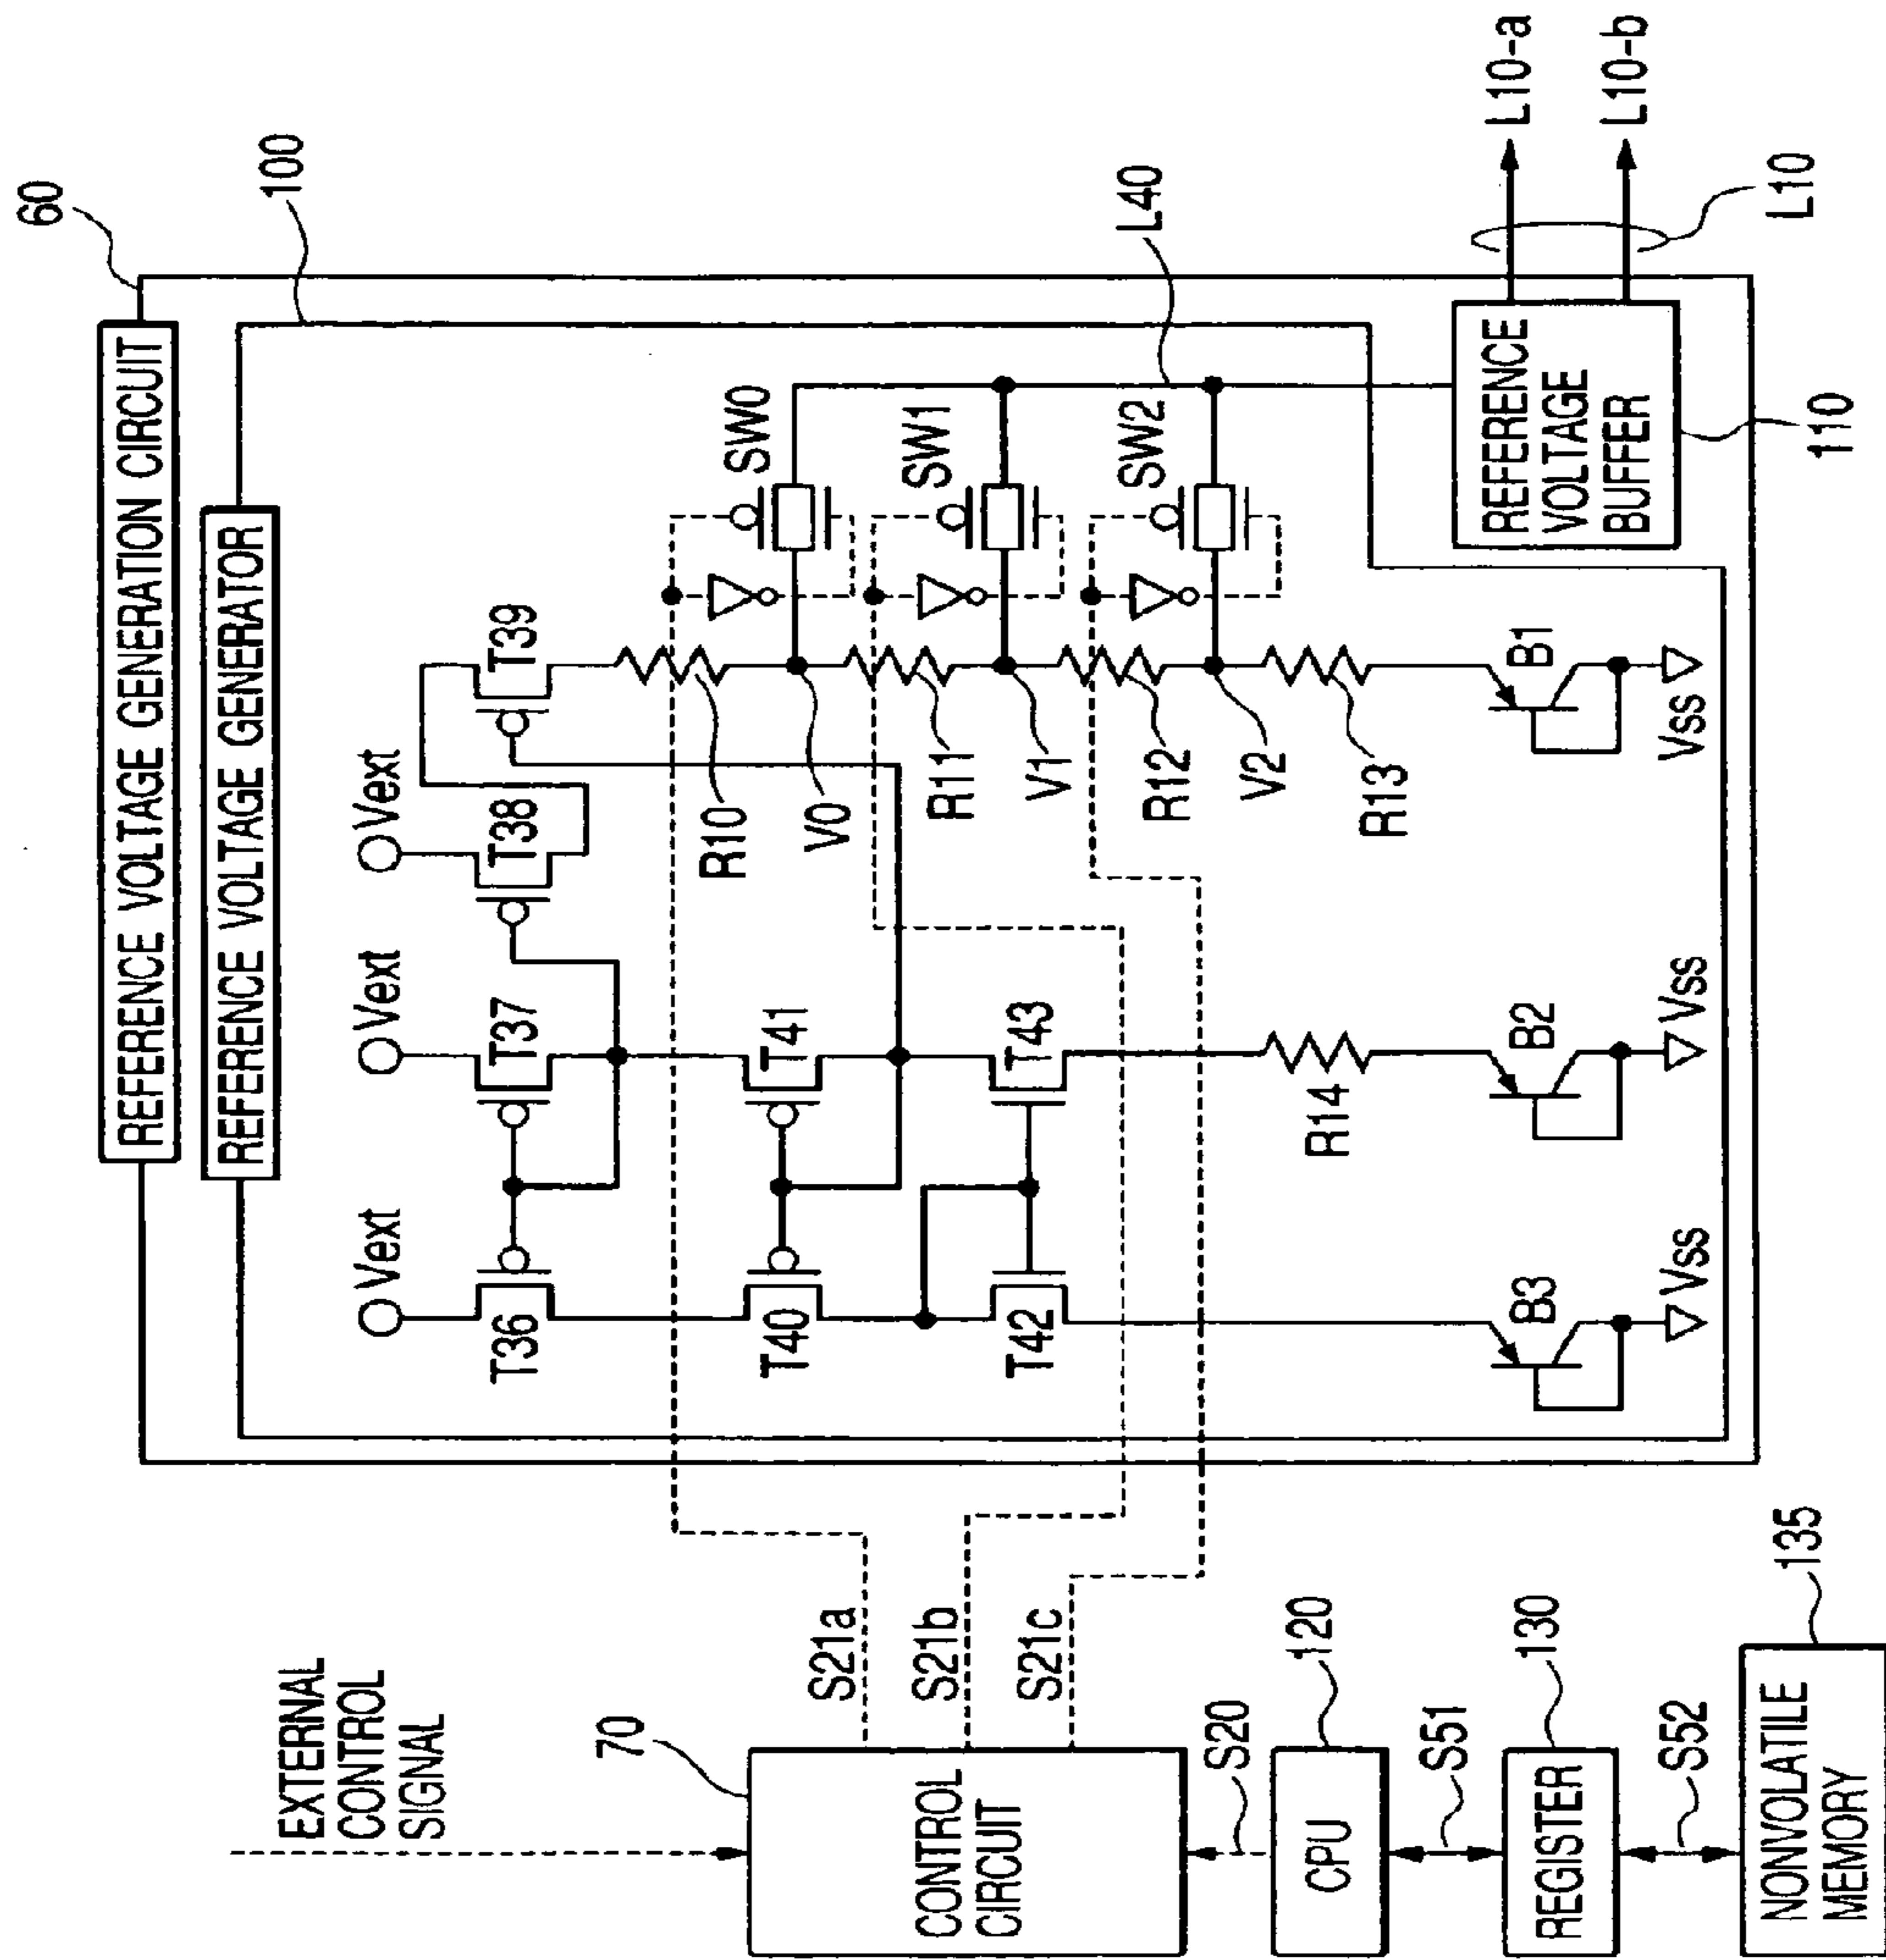 REFERENCE VOLTAGE GENERATION CIRCUIT
60
REFERENCE VOLTAGE GENERATOR
100
EXTERNAL
CONTROL
SIGNAL
Vext
Vext
Vext
T36
T37
T38
T39
T40
T41
T42
T43
R10
V0
R11
V1
R12
V2
R13
R14
SW0
SW1
SW2
L40
B3
B2
B1
Vss
Vss
Vss
REFERENCE
VOLTAGE
BUFFER
110
L10-a
L10-b
L10
70
CONTROL
CIRCUIT
S21a
S21b
S21c
S20
CPU
120
S51
REGISTER
130
S52
NONVOLATILE
MEMORY
135